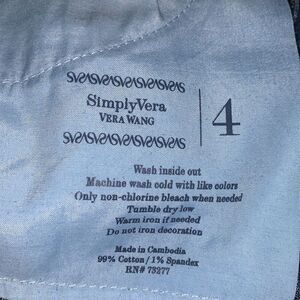 SVSVSVSVSVSVS
SimplyVera
VERA WANG
4
SVSVSVSVSVSVS
Wash inside out
Machine wash cold with like colors
Only non-chlorine bleach when needed
Tumble dry low
Warm iron if needed
Do not iron decoration
Made in Cambodia
99% Cotton / 1% Spandex
RN# 73277